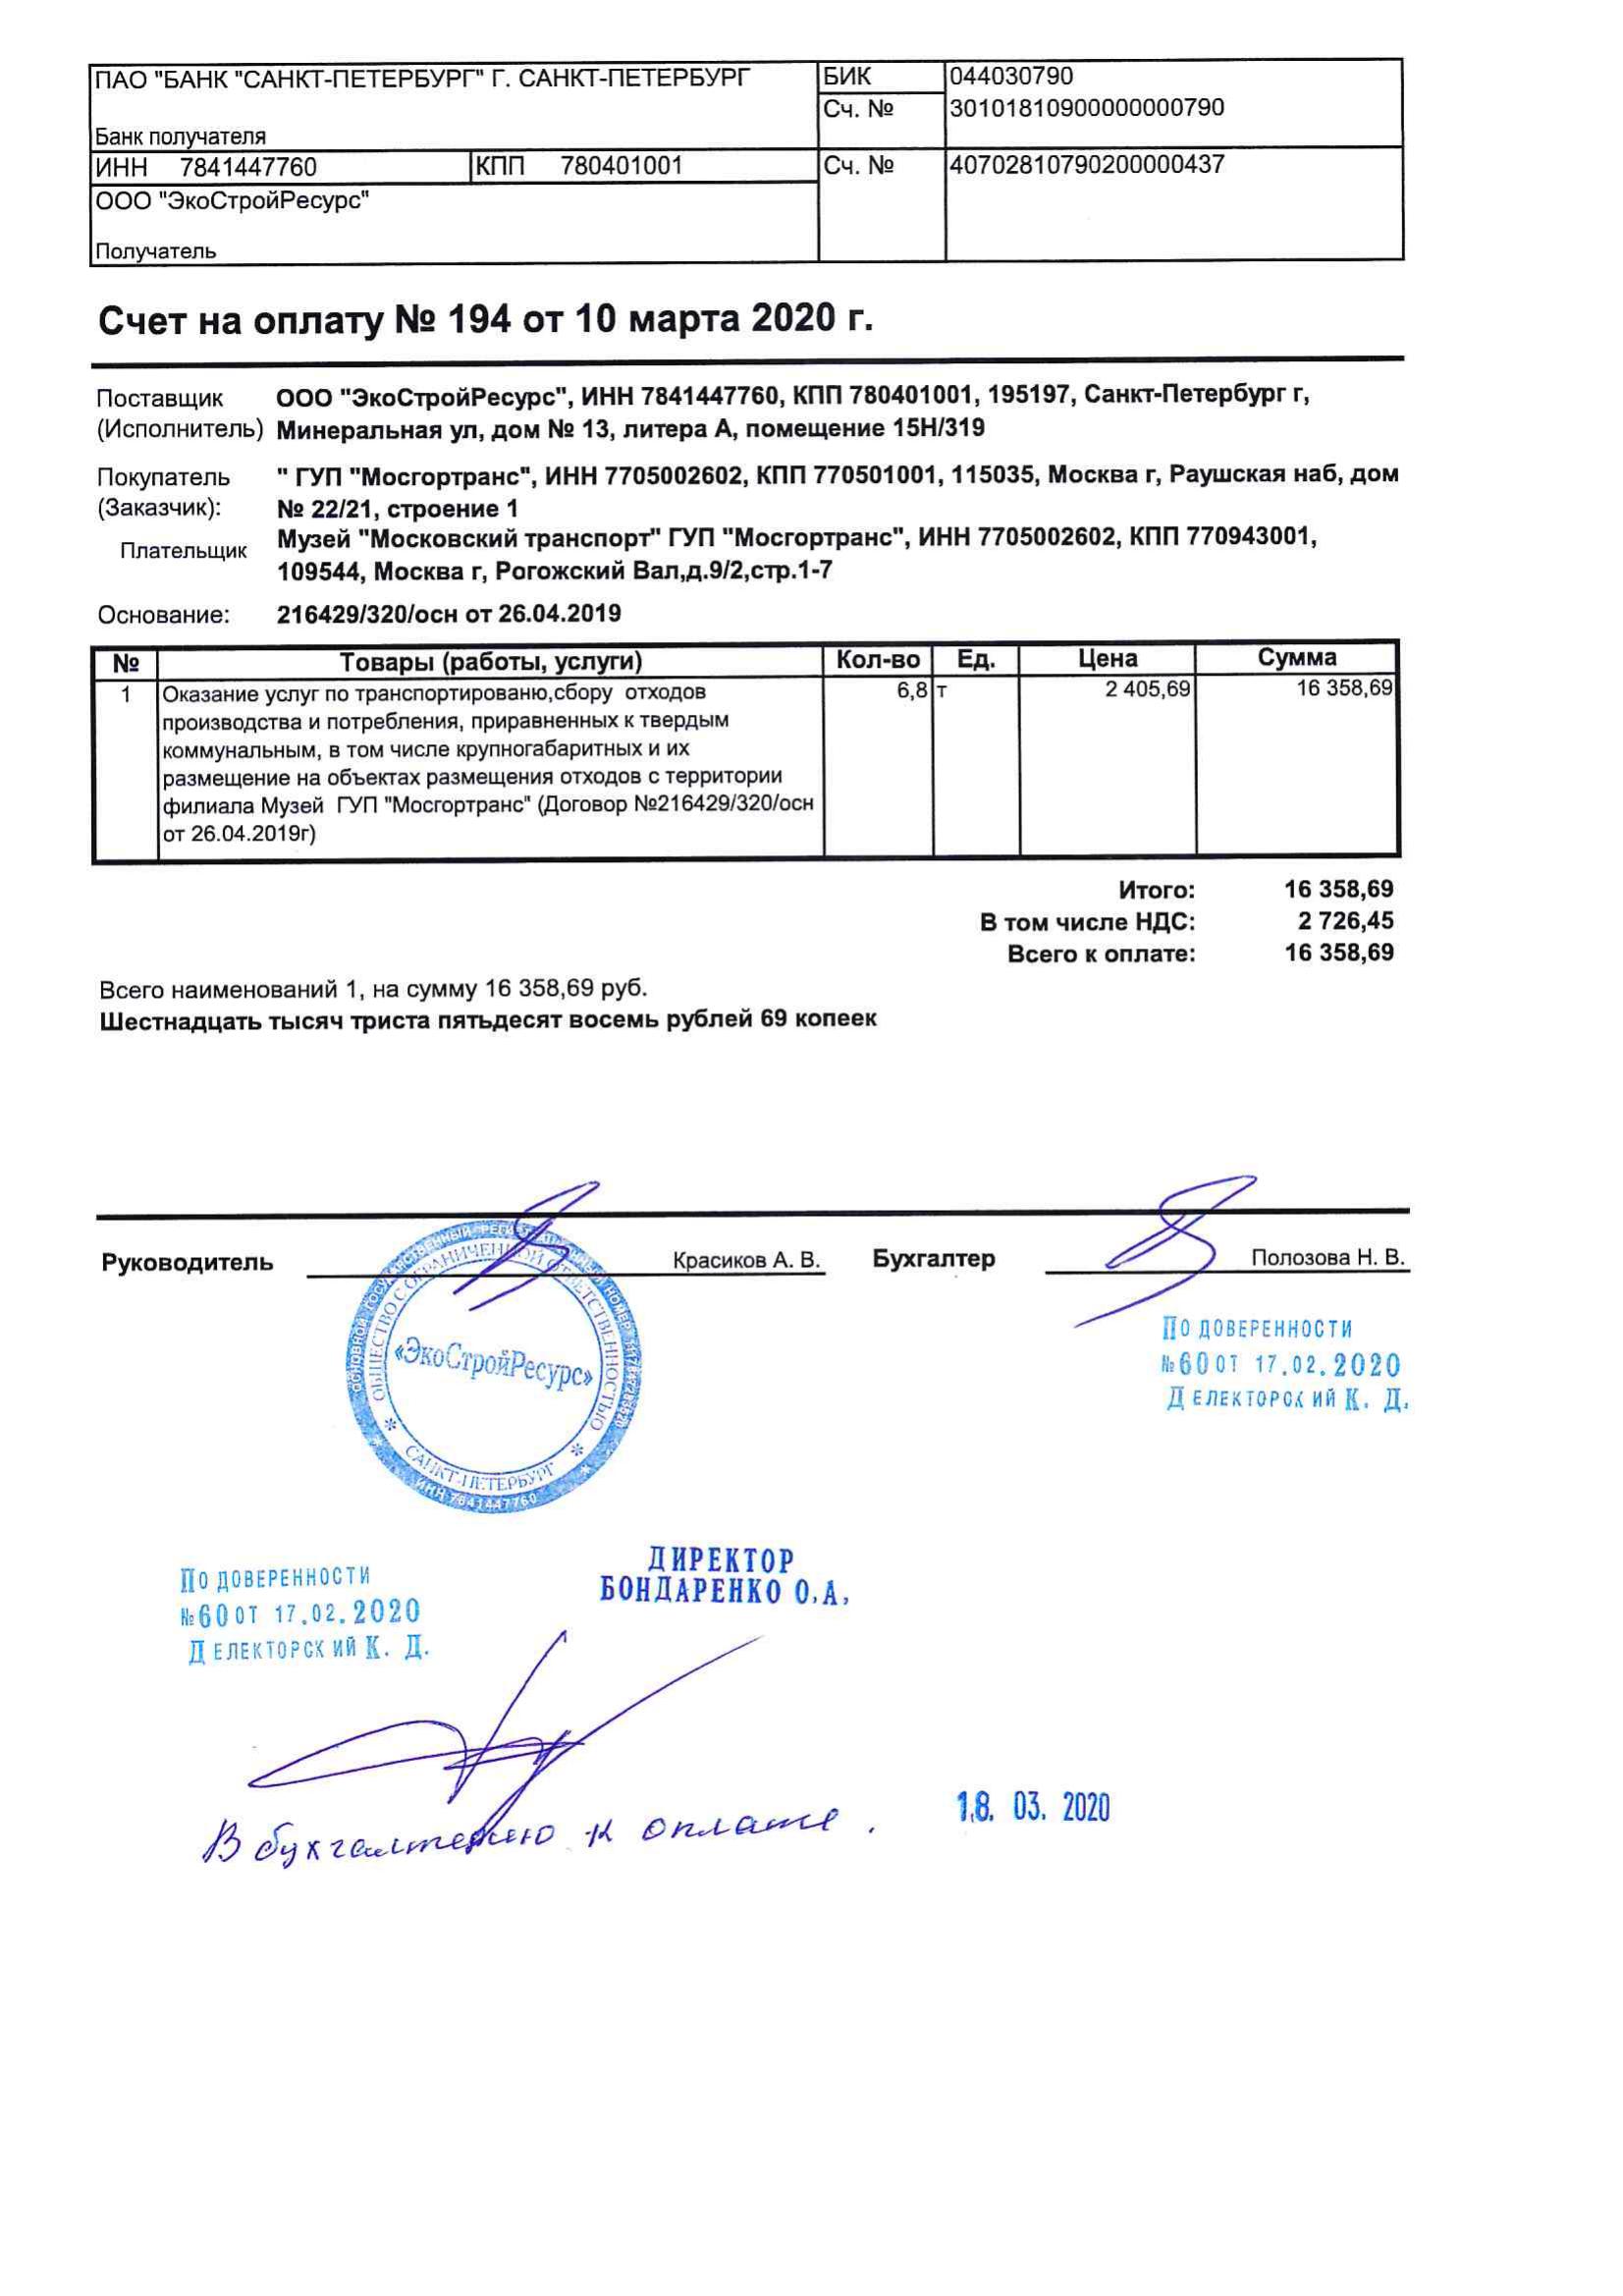 ПАО "БАНК "САНКТ-ПЕТЕРБУРГ" Г. САНКТ-ПЕТЕРБУРГ
БИК
044030790
Сч. №
30101810900000000790
Банк получателя
ИНН 7841447760
КПП 780401001
Сч. №
40702810790200000437
ООО "ЭкоСтройРесурс"
Получатель
Счет на оплату № 194 от 10 марта 2020 г.
Поставщик ООО "ЭкоСтройРесурс", ИНН 7841447760, КПП 780401001, 195197, Санкт-Петербург г,
(Исполнитель) Минеральная ул, дом № 13, литера А, помещение 15Н/319
Покупатель " ГУП "Мосгортранс", ИНН 7705002602, КПП 770501001, 115035, Москва г, Раушская наб, дом
(Заказчик): № 22/21, строение 1
Плательщик Музей "Московский транспорт" ГУП "Мосгортранс", ИНН 7705002602, КПП 770943001,
109544, Москва г, Рогожский Вал,д.9/2,стр.1-7
Основание: 216429/320/осн от 26.04.2019
№ Товары (работы, услуги) Кол-во Ед. Цена Сумма
1 Оказание услуг по транспортированю,сбору отходов 6,8 т 2 405,69 16 358,69
производства и потребления, приравненных к твердым
коммунальным, в том числе крупногабаритных и их
размещение на объектах размещения отходов с территории
филиала Музей ГУП "Мосгортранс" (Договор №216429/320/осн
от 26.04.2019г)
Итого: 16 358,69
В том числе НДС: 2 726,45
Всего к оплате: 16 358,69
Всего наименований 1, на сумму 16 358,69 руб.
Шестнадцать тысяч триста пятьдесят восемь рублей 69 копеек
Руководитель Красиков А. В. Бухгалтер Полозова Н. В.
ОСНОВНОЙ ГОСУДАРСТВЕННЫЙ НОМЕР
ОБЩЕСТВО С ОГРАНИЧЕННОЙ ОТВЕТСТВЕННОСТЬЮ
«ЭкоСтройРесурс»
САНКТ-ПЕТЕРБУРГ
ИНН 7841447760
ПО ДОВЕРЕННОСТИ
№60 ОТ 17.02.2020
ДЕЛЕКТОРСКИЙ К. Д.
ДИРЕКТОР
БОНДАРЕНКО О.А.
ПО ДОВЕРЕННОСТИ
№60 ОТ 17.02.2020
ДЕЛЕКТОРСКИЙ К. Д.
18. 03. 2020
В бухгалтерию к оплате.